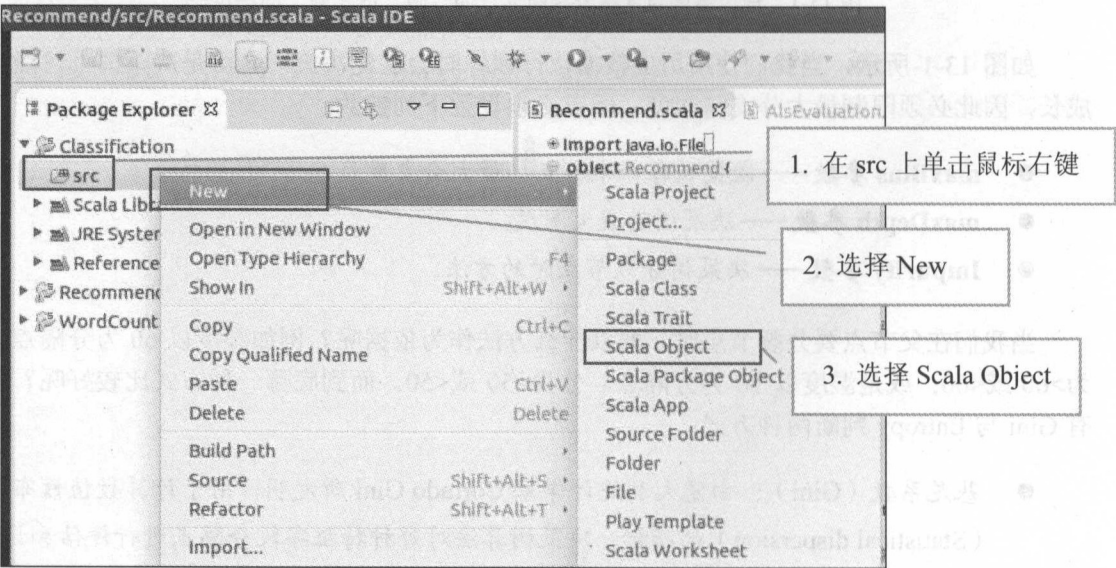 Recommend/src/Recommend.scala - Scala IDE
Package Explorer
Recommend.scala
AlsEvaluation.
Classification
src
Scala Libr
JRE System
Reference
Recommend
WordCount
import java.io.File
object Recommend {
New
Open in New Window
Open Type Hierarchy F4
Show In Shift+Alt+W
Copy Ctrl+C
Copy Qualified Name
Paste Ctrl+V
Delete Delete
Build Path
Source Shift+Alt+S
Refactor Shift+Alt+T
Import...
Scala Project
Project...
Package
Scala Class
Scala Trait
Scala Object
Scala Package Object
Scala App
Source Folder
Folder
File
Play Template
Scala Worksheet
1. 在 src 上单击鼠标右键
2. 选择 New
3. 选择 Scala Object